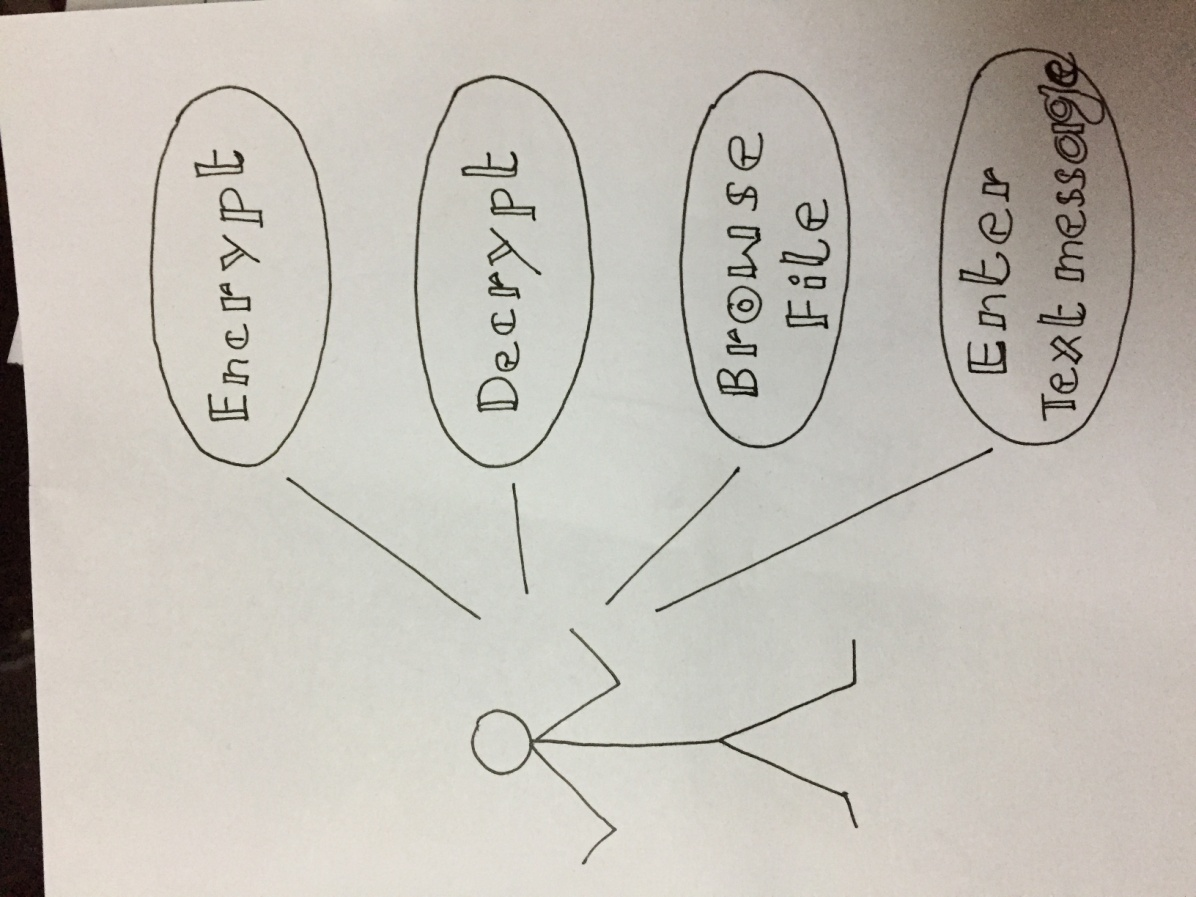 Encrypt
Decrypt
Browse
File
Enter
Text message